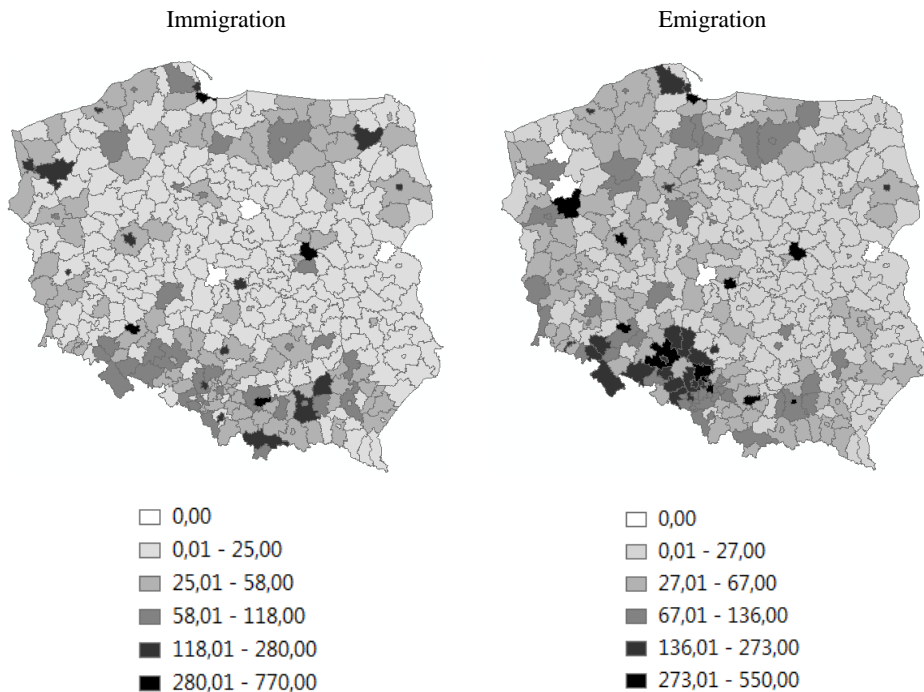 Immigration
Emigration
0,00
0,01 - 25,00
25,01 - 58,00
58,01 - 118,00
118,01 - 280,00
280,01 - 770,00
0,00
0,01 - 27,00
27,01 - 67,00
67,01 - 136,00
136,01 - 273,00
273,01 - 550,00